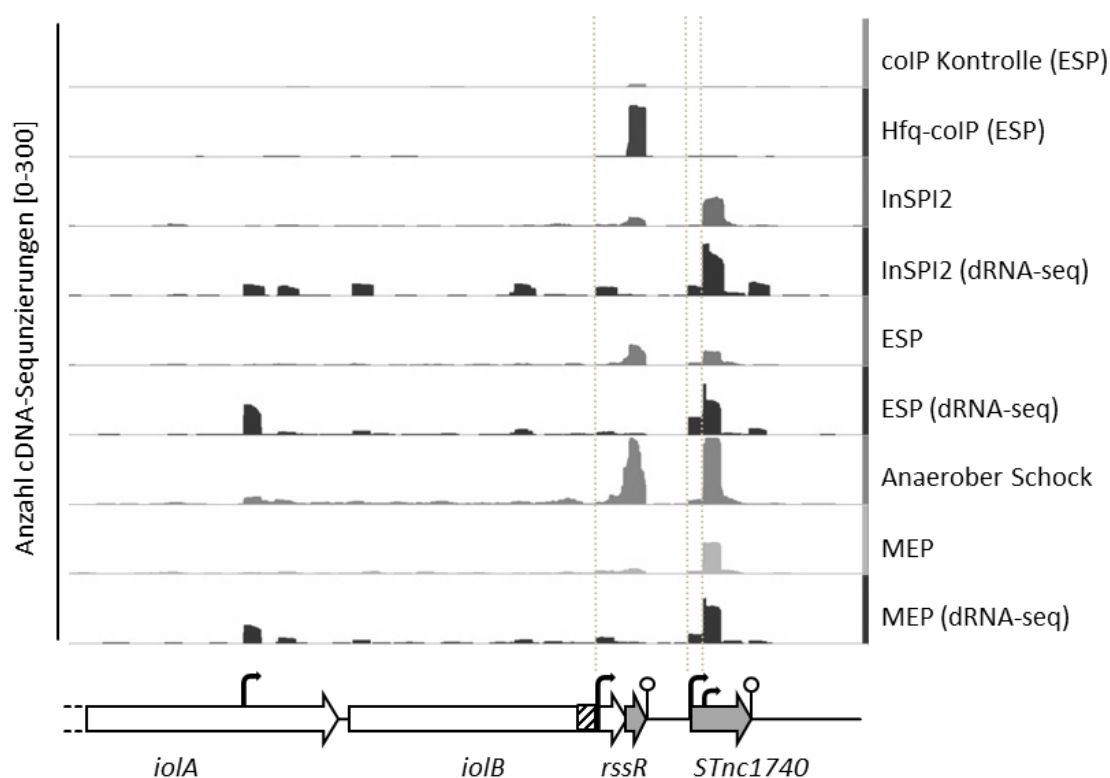 Anzahl cDNA-Sequnzierungen [0-300]
coIP Kontrolle (ESP)
Hfq-coIP (ESP)
InSPI2
InSPI2 (dRNA-seq)
ESP
ESP (dRNA-seq)
Anaerober Schock
MEP
MEP (dRNA-seq)
iolA iolB rssR STnc1740